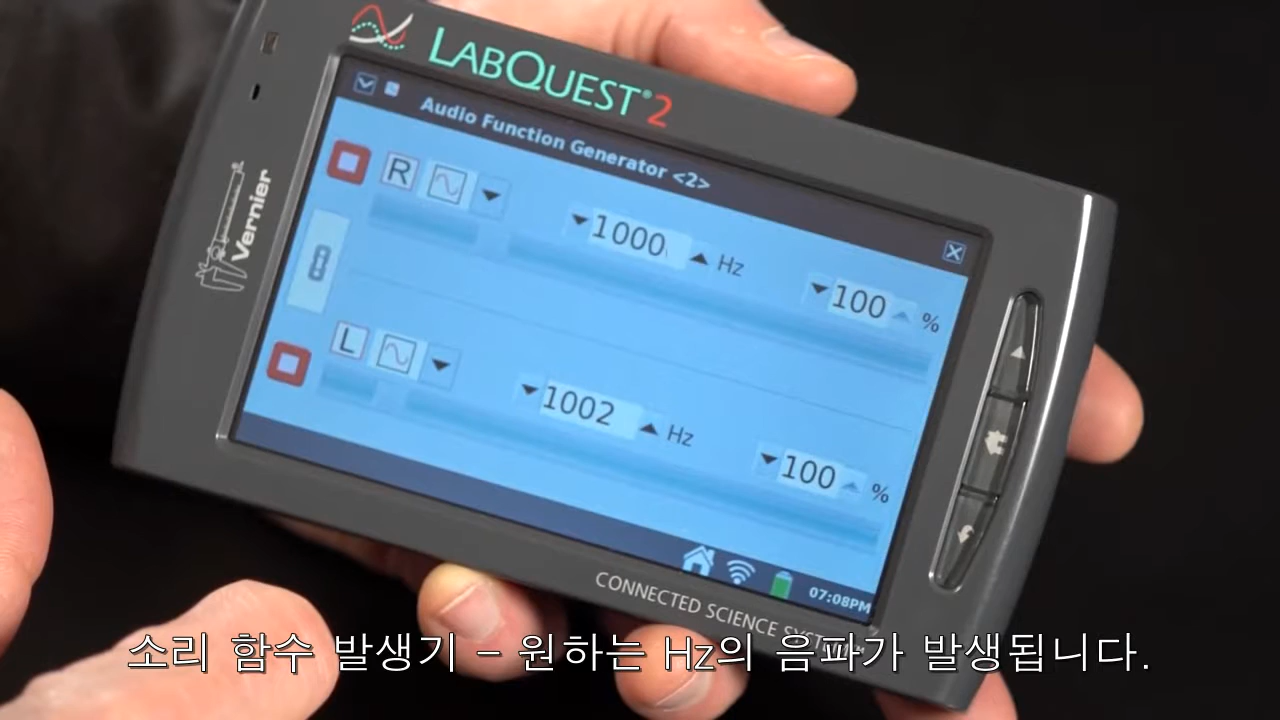 LABQUEST® 2
Vernier
Audio Function Generator <2>
R
1000
Hz
100
%
L
1002
Hz
100
%
07:08PM
CONNECTED SCIENCE
소리 함수 발생기 - 원하는 Hz의 음파가 발생됩니다.